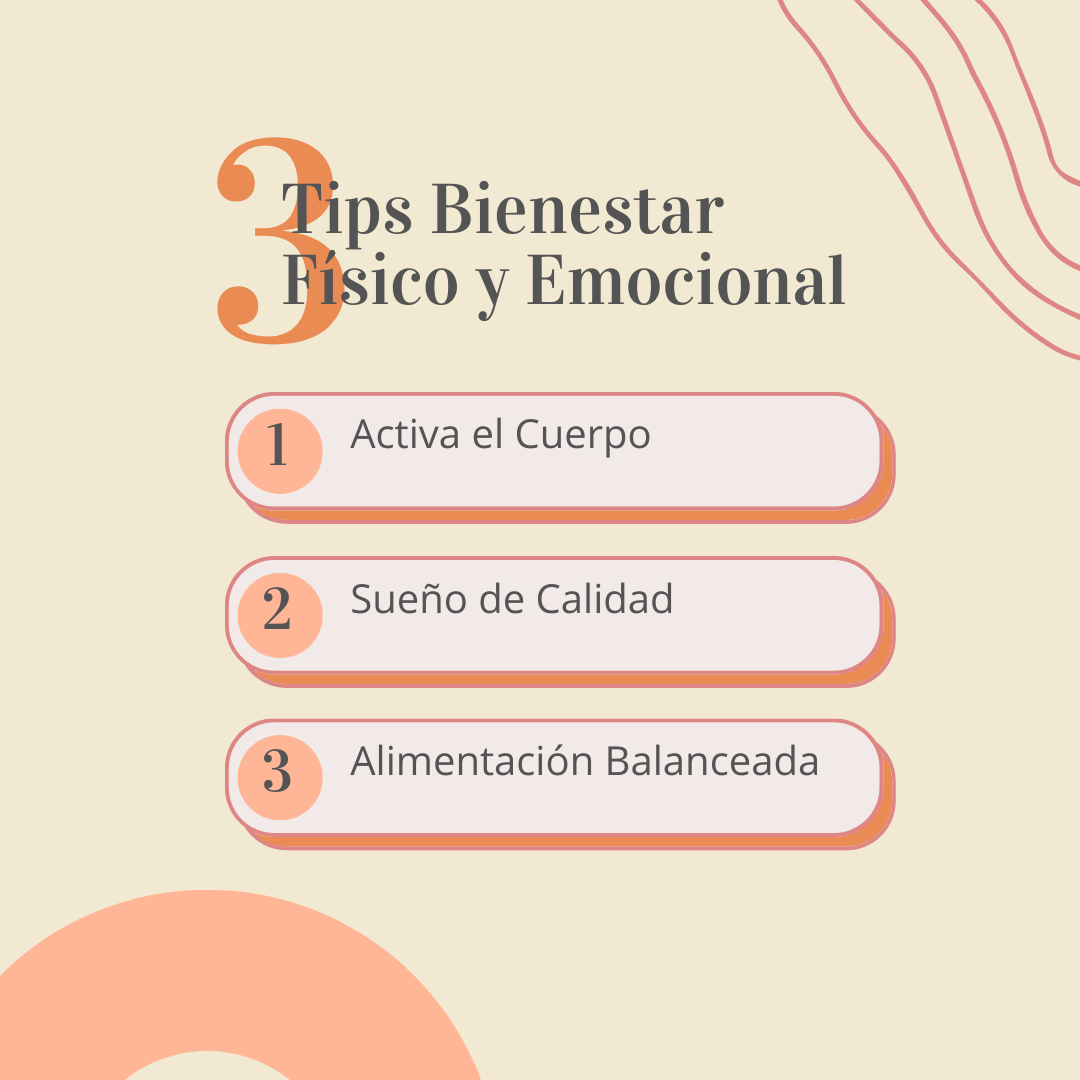 3
Tips Bienestar
Físico y Emocional
1 Activa el Cuerpo
2 Sueño de Calidad
3 Alimentación Balanceada